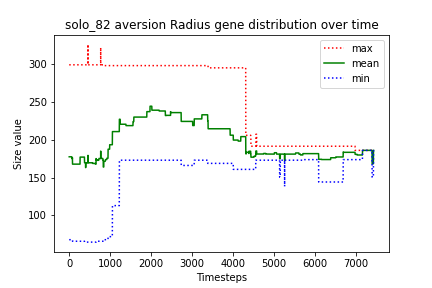 solo_82 aversion Radius gene distribution over time
max
mean
min
300
250
200
150
100
Size value
0 1000 2000 3000 4000 5000 6000 7000
Timesteps